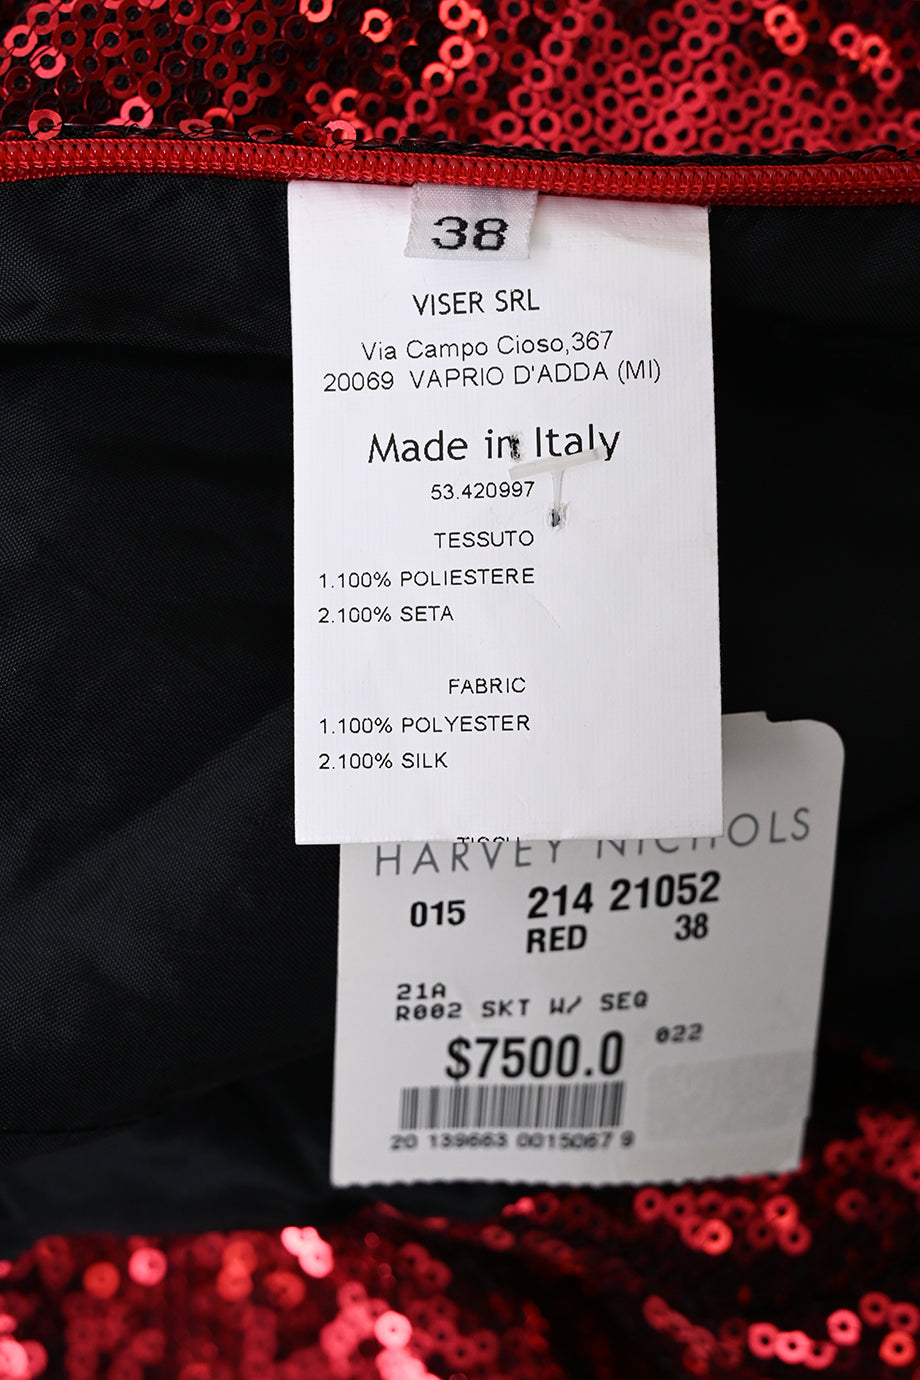 38
VISER SRL
Via Campo Cioso,367
20069 VAPRIO D'ADDA (MI)
Made in Italy
53.420997
TESSUTO
1.100% POLIESTERE
2.100% SETA
FABRIC
1.100% POLYESTER
2.100% SILK
HARVEY NICHOLS
015 214 21052
RED 38
21A
R002 SKT W/ SEQ
$7500.0 022
20 139663 0015067 9